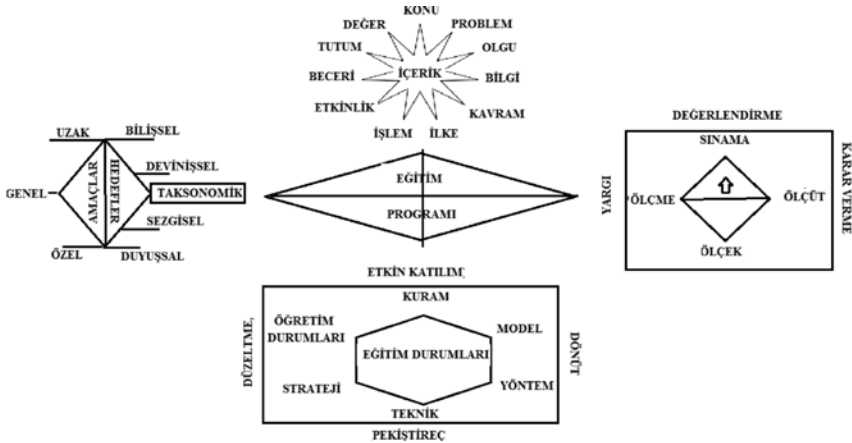 KONU
DEĞER
PROBLEM
TUTUM
OLGU
BECERİ
İÇERİK
BİLGİ
ETKİNLİK
KAVRAM
İŞLEM
İLKE
UZAK
BİLİŞSEL
DEVİNİŞSEL
GENEL
AMAÇLAR
HEDEFLER
TAKSONOMİK
SEZGİSEL
ÖZEL
DUYUŞSAL
EĞİTİM
PROGRAMI
DEĞERLENDİRME
SINAMA
YARGI
ÖLÇME
ÖLÇÜT
KARAR VERME
ÖLÇEK
ETKİN KATILIM
KURAM
DÜZELTME,
ÖĞRETİM
DURUMLARI
MODEL
EĞİTİM DURUMLARI
DÖNÜT
STRATEJİ
YÖNTEM
TEKNİK
PEKİŞTİREÇ